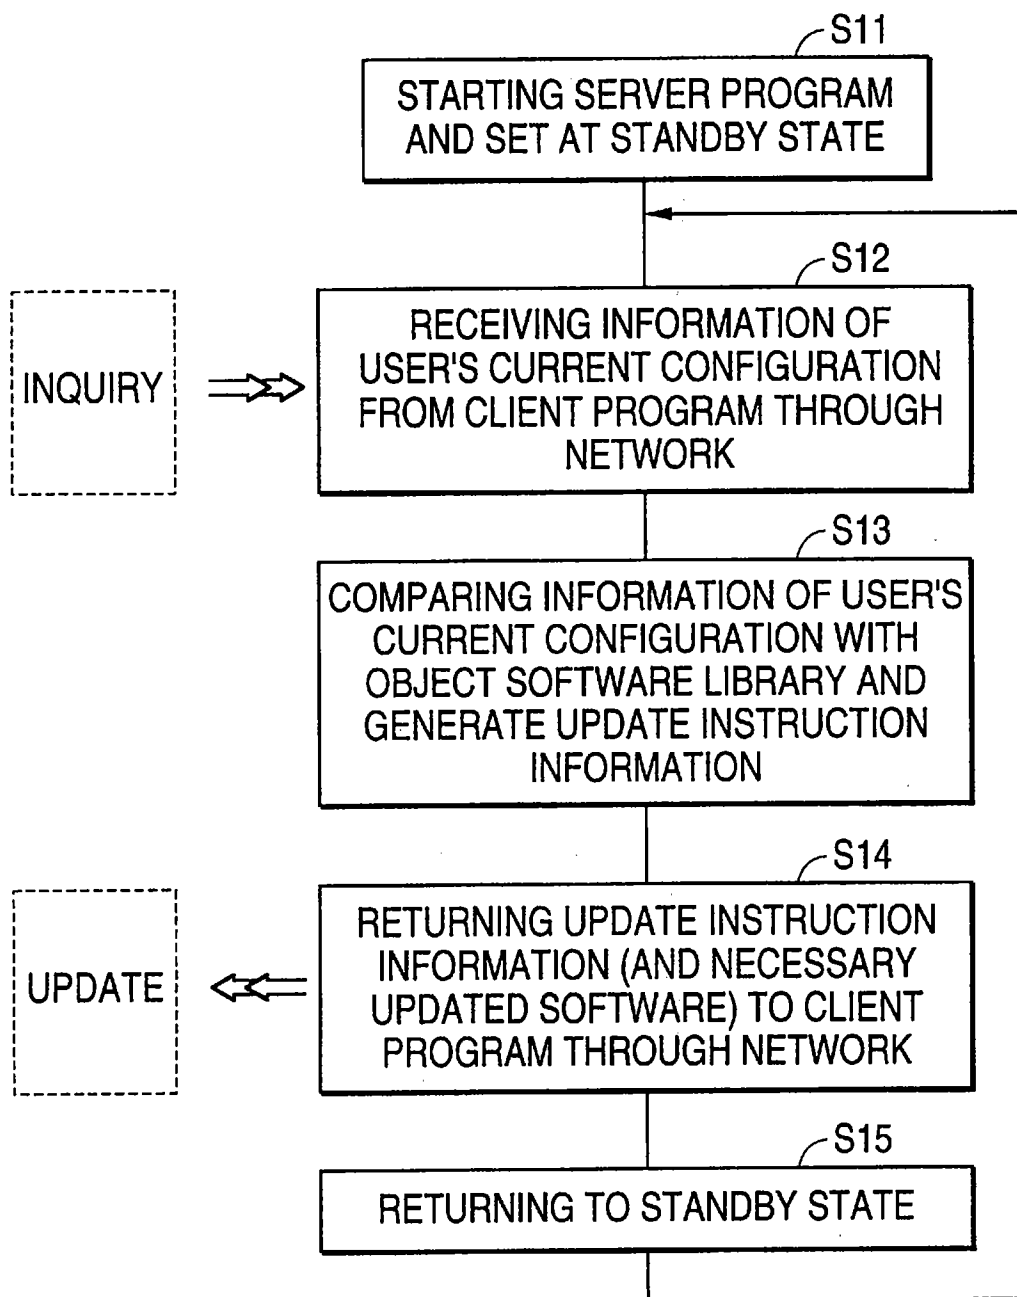 S11
STARTING SERVER PROGRAM
AND SET AT STANDBY STATE
S12
INQUIRY
RECEIVING INFORMATION OF
USER'S CURRENT CONFIGURATION
FROM CLIENT PROGRAM THROUGH
NETWORK
S13
COMPARING INFORMATION OF USER'S
CURRENT CONFIGURATION WITH
OBJECT SOFTWARE LIBRARY AND
GENERATE UPDATE INSTRUCTION
INFORMATION
S14
UPDATE
RETURNING UPDATE INSTRUCTION
INFORMATION (AND NECESSARY
UPDATED SOFTWARE) TO CLIENT
PROGRAM THROUGH NETWORK
S15
RETURNING TO STANDBY STATE